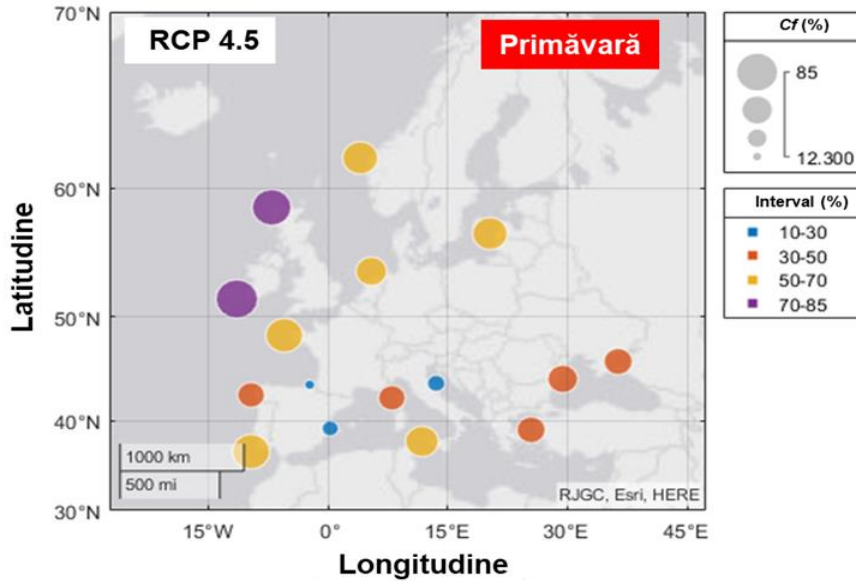 70°N
RCP 4.5
Primăvară
60°N
50°N
40°N
30°N
Latitudine
1000 km
500 mi
RJGC, Esri, HERE
15°W
0°
15°E
30°E
45°E
Longitudine
Cf (%)
85
12.300
Interval (%)
10-30
30-50
50-70
70-85